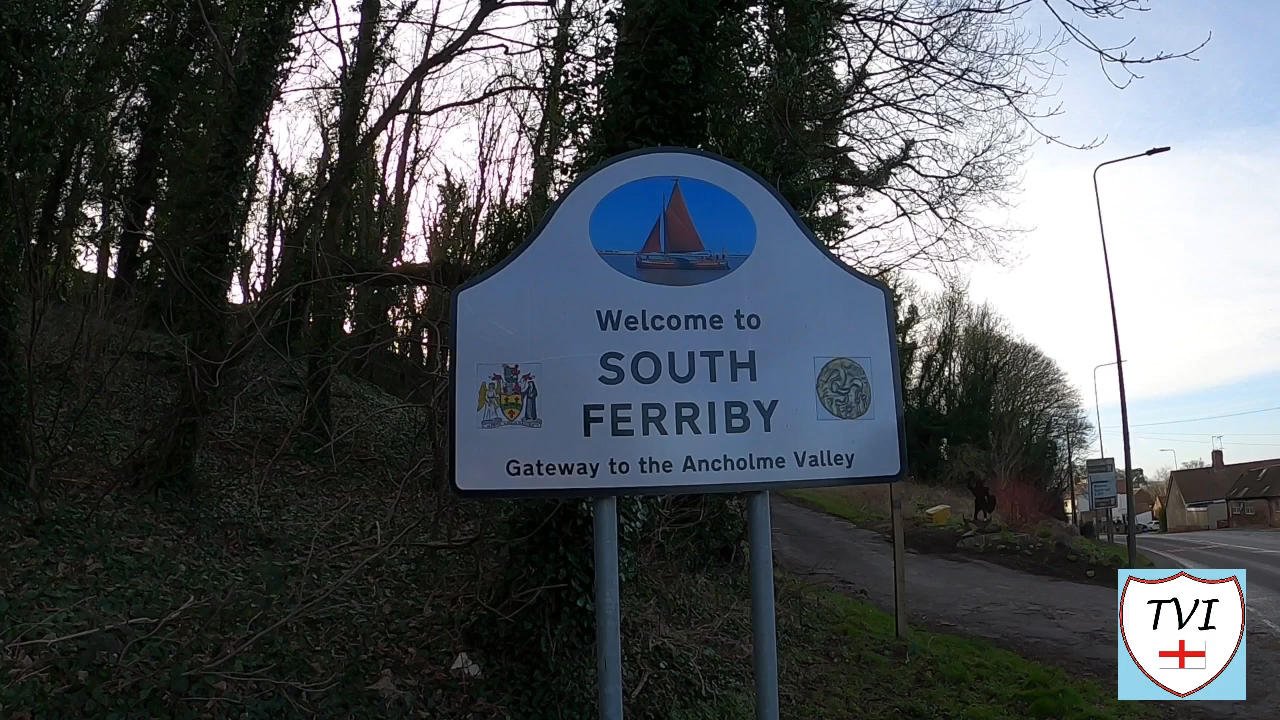 Welcome to
SOUTH
FERRIBY
Gateway to the Ancholme Valley
TVI